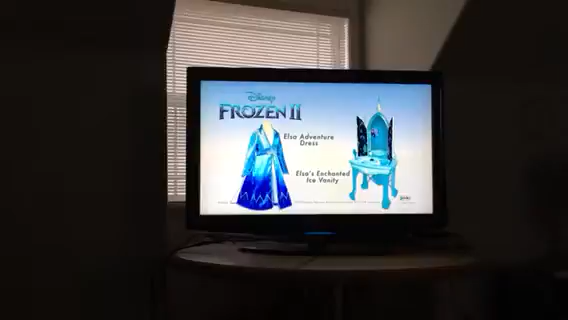 Disney
FROZEN II
Elsa Adventure
Dress
Elsa's Enchanted
Ice Vanity